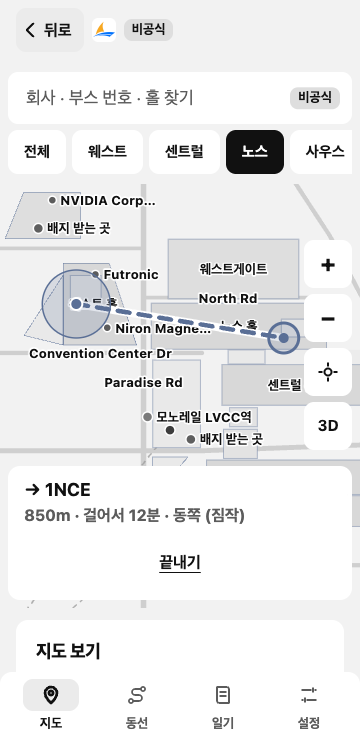 뒤로
비공식
회사 · 부스 번호 · 홀 찾기
비공식
전체
웨스트
센트럴
노스
사우스
NVIDIA Corp...
배지 받는 곳
웨스트게이트
Futronic
North Rd
트 홀
Niron Magne...
스 홀
Convention Center Dr
Paradise Rd
센트럴
모노레일 LVCC역
배지 받는 곳
+
−
3D
→ 1NCE
850m · 걸어서 12분 · 동쪽 (짐작)
끝내기
지도 보기
지도
동선
일기
설정